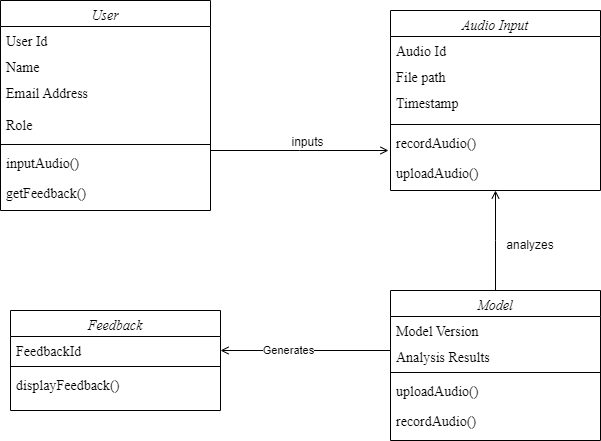 User
User Id
Name
Email Address
Role
inputAudio()
getFeedback()
inputs
Audio Input
Audio Id
File path
Timestamp
recordAudio()
uploadAudio()
analyzes
Model
Model Version
Analysis Results
uploadAudio()
recordAudio()
Generates
Feedback
FeedbackId
displayFeedback()